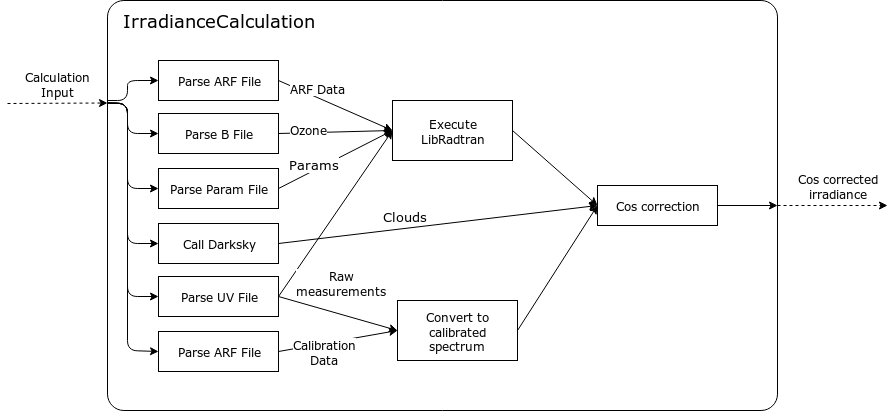 IrradianceCalculation
Calculation
Input
Parse ARF File
ARF Data
Parse B File
Ozone
Execute
LibRadtran
Parse Param File
Params
Cos corrected
irradiance
Cos correction
Call Darksky
Clouds
Parse UV File
Raw
measurements
Convert to
calibrated
spectrum
Parse ARF File
Calibration
Data